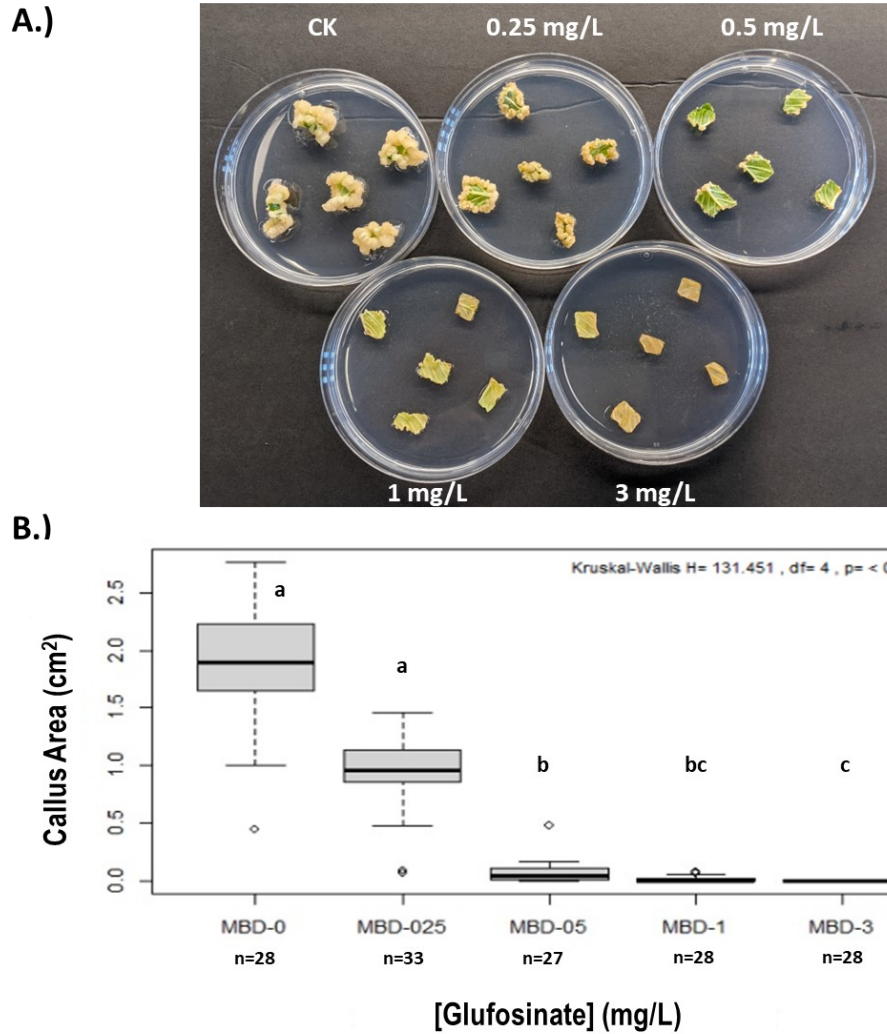 A.)
CK 0.25 mg/L 0.5 mg/L
1 mg/L 3 mg/L
B.)
Kruskal-Wallis H= 131.451 , df= 4 , p= < 0
Callus Area (cm²)
2.5
2.0
1.5
1.0
0.5
0.0
a
a
b bc c
MBD-0 MBD-025 MBD-05 MBD-1 MBD-3
n=28 n=33 n=27 n=28 n=28
[Glufosinate] (mg/L)